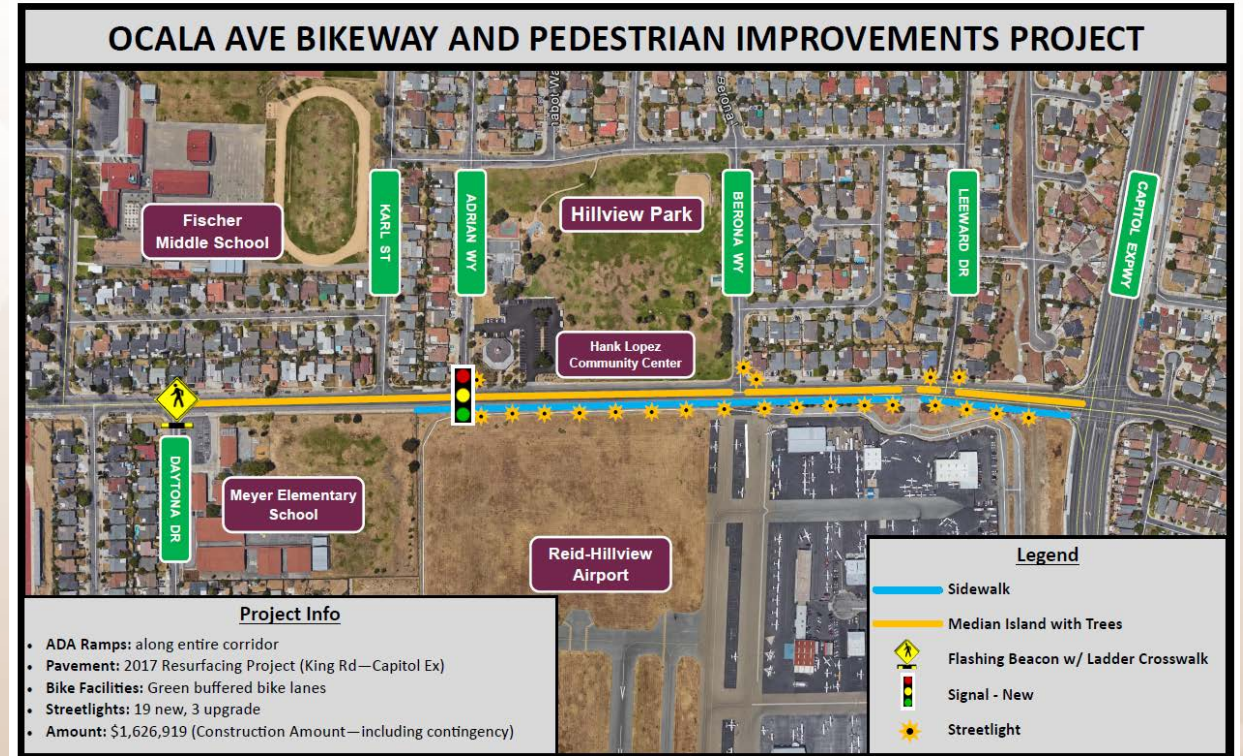 OCALA AVE BIKEWAY AND PEDESTRIAN IMPROVEMENTS PROJECT
Berona
Fischer
Middle School
KARL ST
ADRIAN WY
Hillview Park
BERONA WY
LEEWARD DR
CAPITOL EXPWY
Hank Lopez
Community Center
DAYTONA DR
Meyer Elementary
School
Reid-Hillview
Airport
Project Info
• ADA Ramps: along entire corridor
• Pavement: 2017 Resurfacing Project (King Rd—Capitol Ex)
• Bike Facilities: Green buffered bike lanes
• Streetlights: 19 new, 3 upgrade
• Amount: $1,626,919 (Construction Amount—including contingency)
Legend
Sidewalk
Median Island with Trees
Flashing Beacon w/ Ladder Crosswalk
Signal - New
Streetlight